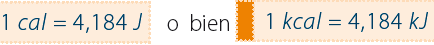 1 cal = 4,184 J o bien 1 kcal = 4,184 kJ